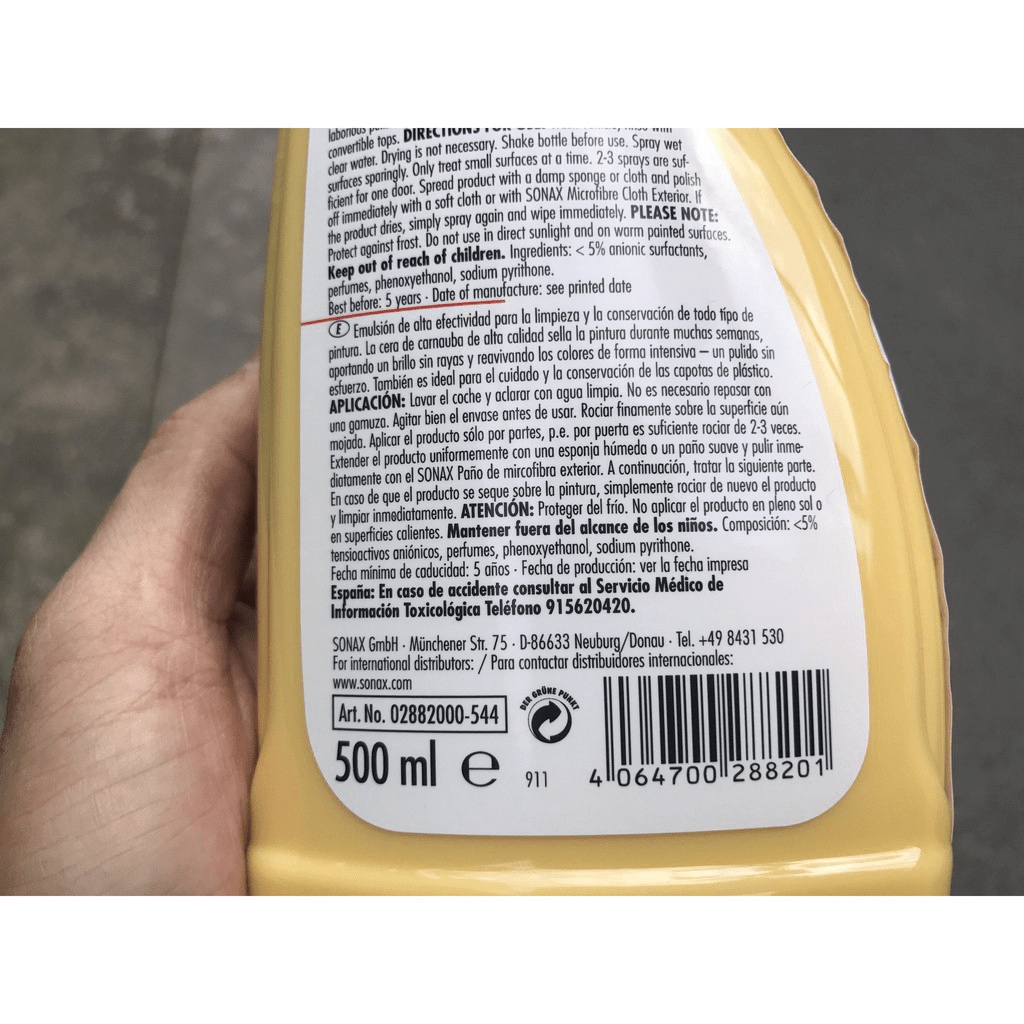 laborious
convertible tops. DIRECTIONS FOR
clear water. Drying is not necessary. Shake bottle before use. Spray wet
surfaces sparingly. Only treat small surfaces at a time. 2-3 sprays are suf-
ficient for one door. Spread product with a damp sponge or cloth and polish
off immediately with a soft cloth or with SONAX Microfibre Cloth Exterior. If
the product dries, simply spray again and wipe immediately. PLEASE NOTE:
Protect against frost. Do not use in direct sunlight and on warm painted surfaces.
Keep out of reach of children. Ingredients: < 5% anionic surfactants,
perfumes, phenoxyethanol, sodium pyrithone.
Best before: 5 years · Date of manufacture: see printed date
E Emulsión de alta efectividad para la limpieza y la conservación de todo tipo de
pintura. La cera de carnauba de alta calidad sella la pintura durante muchas semanas,
aportando un brillo sin rayas y reavivando los colores de forma intensiva – un pulido sin
esfuerzo. También es ideal para el cuidado y la conservación de las capotas de plástico.
APLICACIÓN: Lavar el coche y aclarar con agua limpia. No es necesario repasar con
una gamuza. Agitar bien el envase antes de usar. Rociar finamente sobre la superficie aún
mojada. Aplicar el producto sólo por partes, p.e. por puerta es suficiente rociar de 2-3 veces.
Extender el producto uniformemente con una esponja húmeda o un paño suave y pulir inme-
diatamente con el SONAX Paño de mircofibra exterior. A continuación, tratar la siguiente parte.
En caso de que el producto se seque sobre la pintura, simplemente rociar de nuevo el producto
y limpiar inmediatamente. ATENCIÓN: Proteger del frío. No aplicar el producto en pleno sol o
en superficies calientes. Mantener fuera del alcance de los niños. Composición: <5%
tensioactivos aniónicos, perfumes, phenoxyethanol, sodium pyrithone.
Fecha mínima de caducidad: 5 años · Fecha de producción: ver la fecha impresa
España: En caso de accidente consultar al Servicio Médico de
Información Toxicológica Teléfono 915620420.
SONAX GmbH · Münchener Str. 75 · D-86633 Neuburg/Donau · Tel. +49 8431 530
For international distributors: / Para contactar distribuidores internacionales:
www.sonax.com
Art. No. 02882000-544
DER GRÜNE PUNKT
500 ml e
911
4 064700 288201